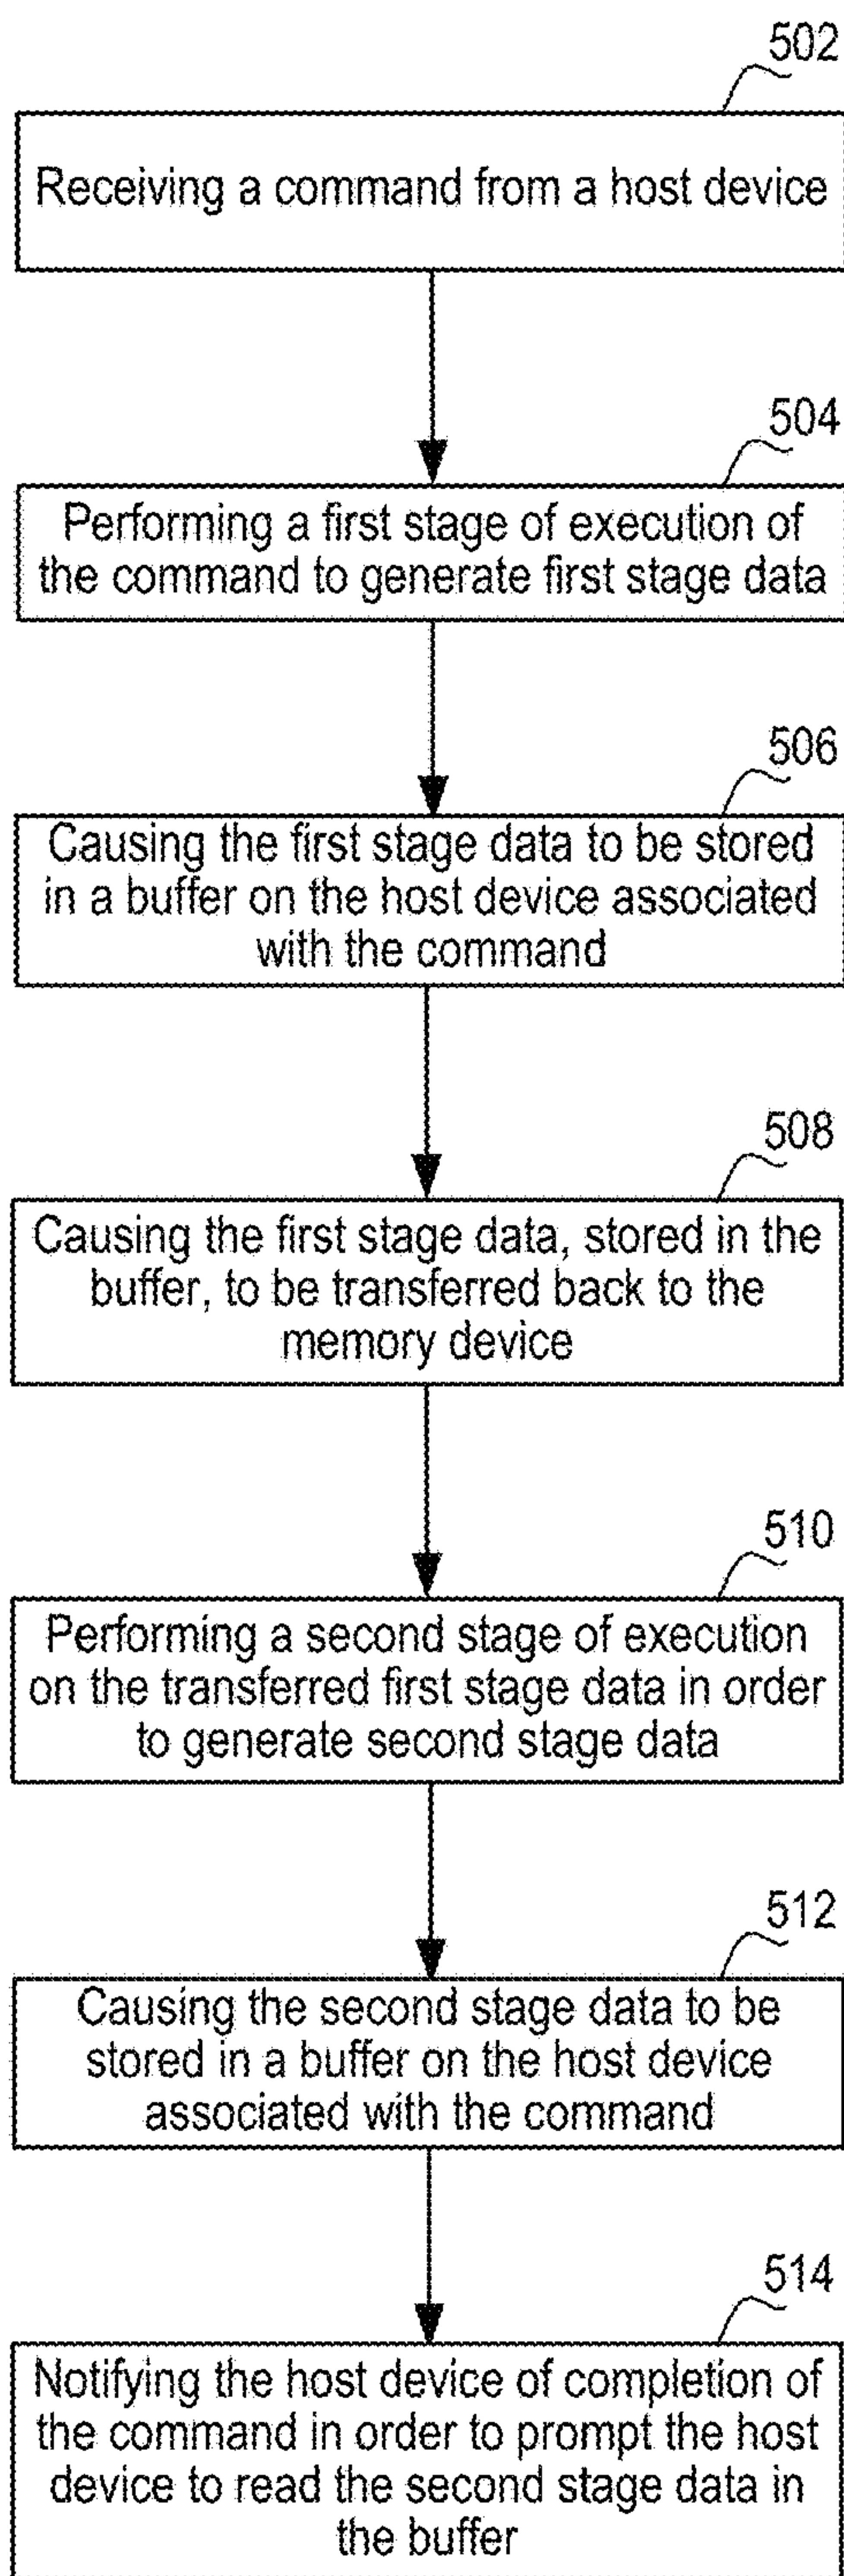 502
Receiving a command from a host device
504
Performing a first stage of execution of
the command to generate first stage data
506
Causing the first stage data to be stored
in a buffer on the host device associated
with the command
508
Causing the first stage data, stored in the
buffer, to be transferred back to the
memory device
510
Performing a second stage of execution
on the transferred first stage data in order
to generate second stage data
512
Causing the second stage data to be
stored in a buffer on the host device
associated with the command
514
Notifying the host device of completion of
the command in order to prompt the host
device to read the second stage data in
the buffer